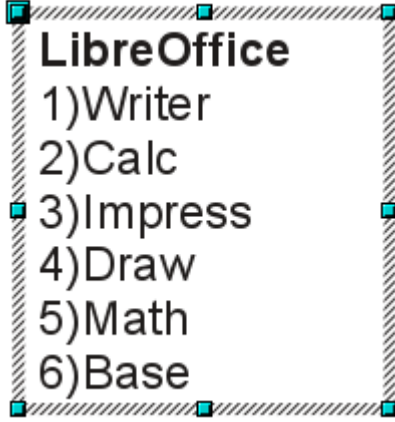 LibreOffice
1)Writer
2)Calc
3)Impress
4)Draw
5)Math
6)Base